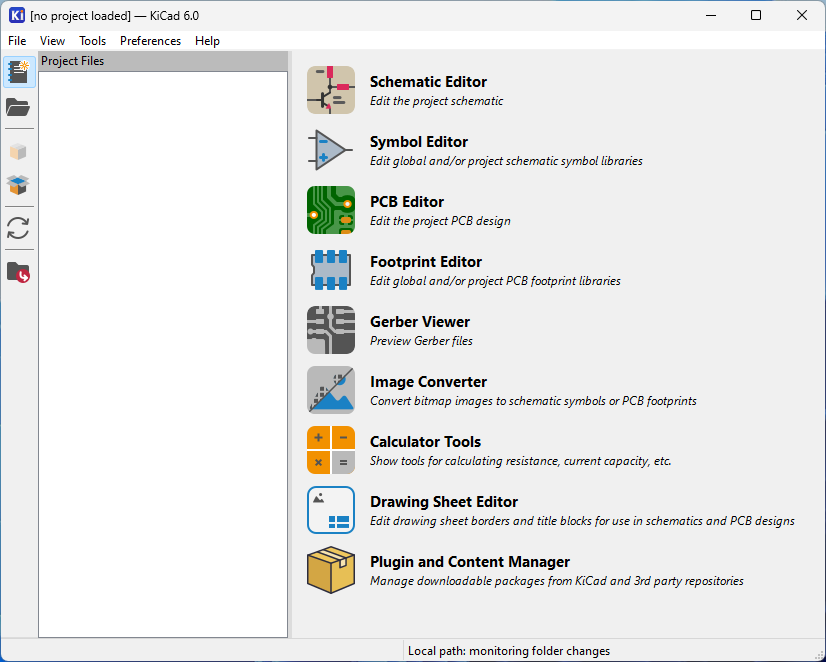 Ki [no project loaded] — KiCad 6.0
File View Tools Preferences Help
Project Files
Schematic Editor
Edit the project schematic
Symbol Editor
Edit global and/or project schematic symbol libraries
PCB Editor
Edit the project PCB design
Footprint Editor
Edit global and/or project PCB footprint libraries
Gerber Viewer
Preview Gerber files
Image Converter
Convert bitmap images to schematic symbols or PCB footprints
Calculator Tools
Show tools for calculating resistance, current capacity, etc.
Drawing Sheet Editor
Edit drawing sheet borders and title blocks for use in schematics and PCB designs
Plugin and Content Manager
Manage downloadable packages from KiCad and 3rd party repositories
Local path: monitoring folder changes